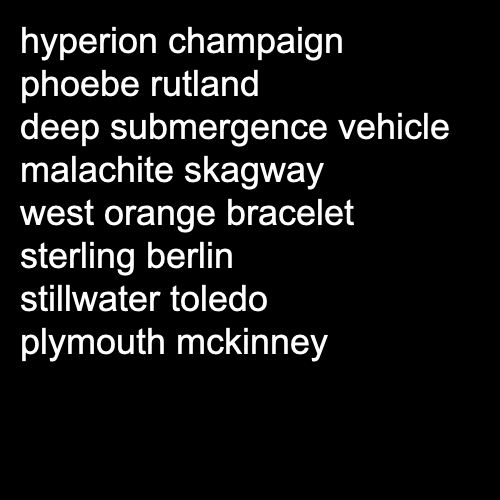 hyperion champaign
phoebe rutland
deep submergence vehicle
malachite skagway
west orange bracelet
sterling berlin
stillwater toledo
plymouth mckinney